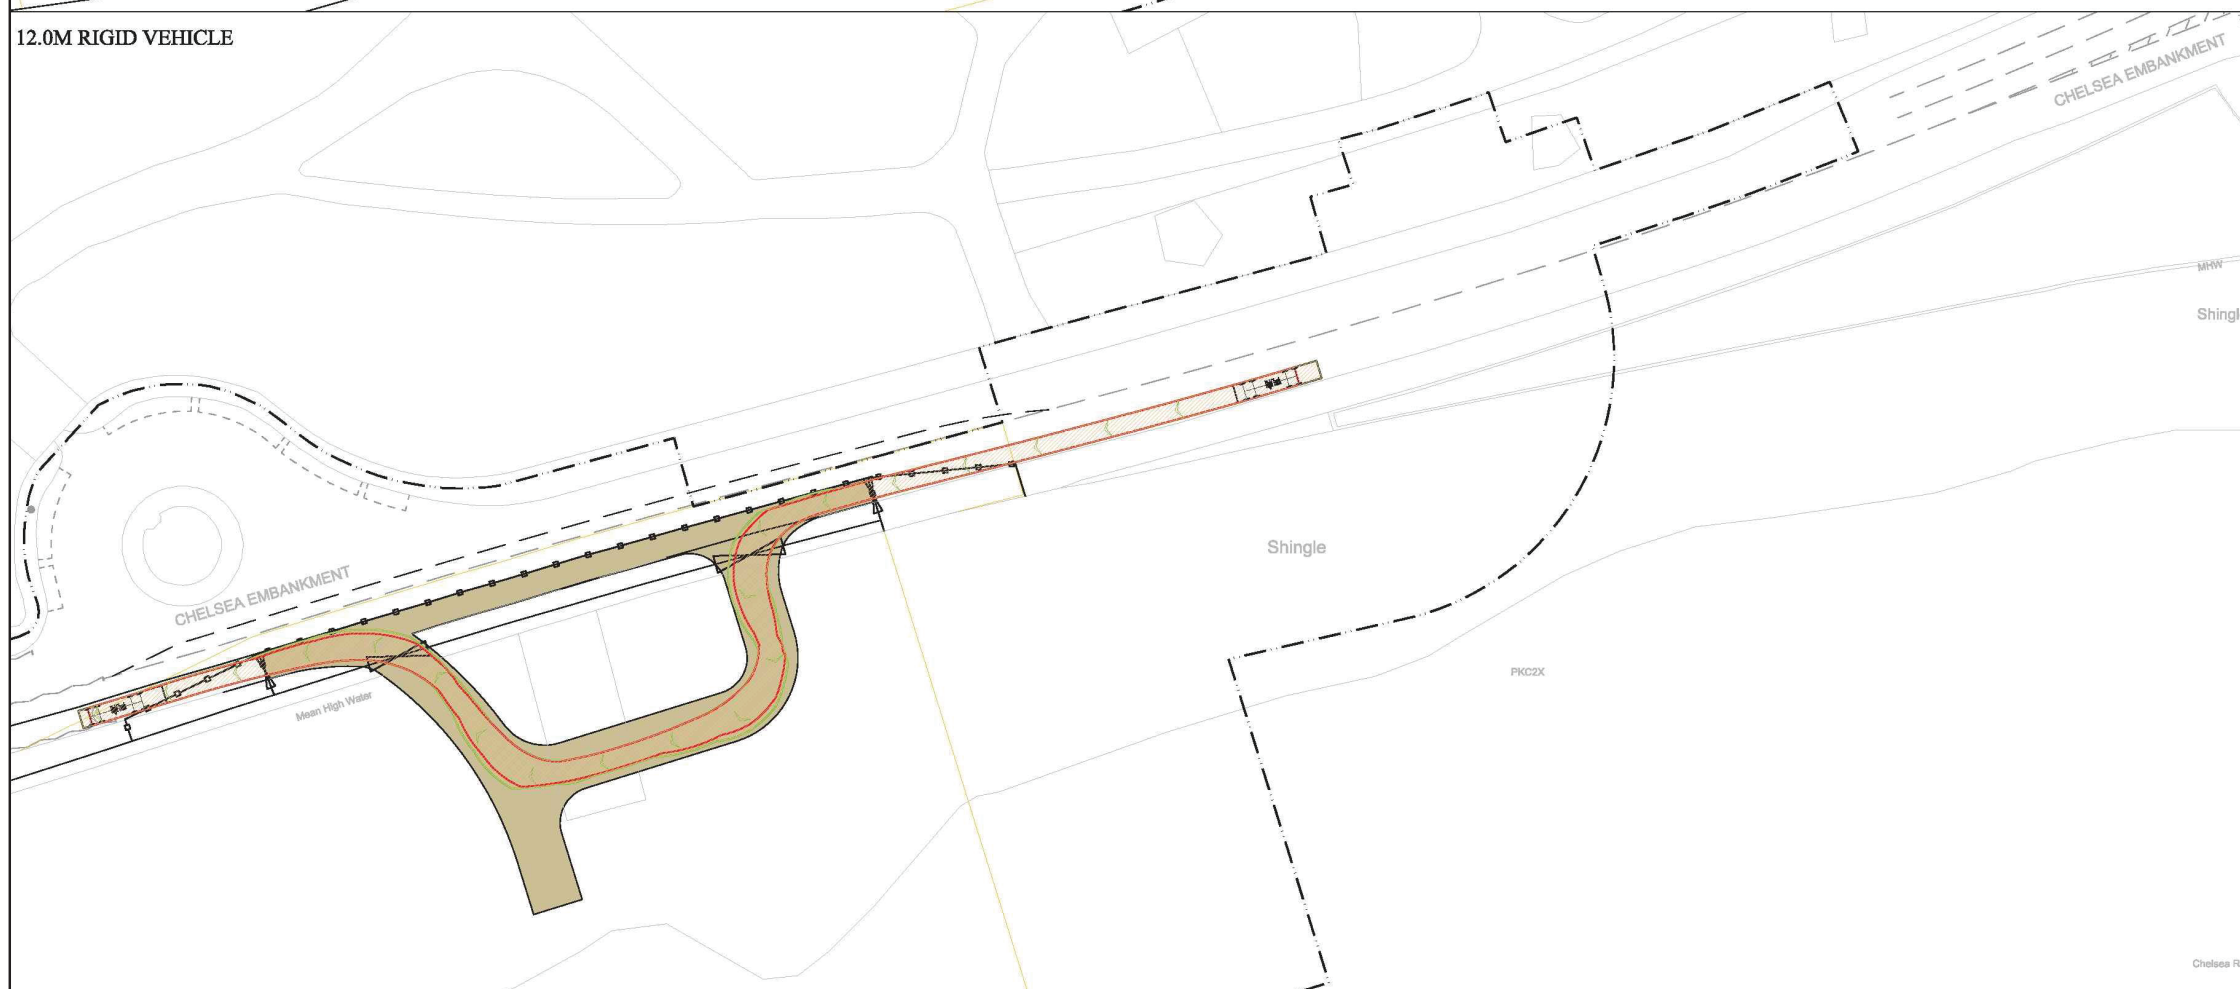 12.0M RIGID VEHICLE
CHELSEA EMBANKMENT
MHW
Shingl
Shingle
CHELSEA EMBANKMENT
PKC2X
Mean High Water
Chelsea R